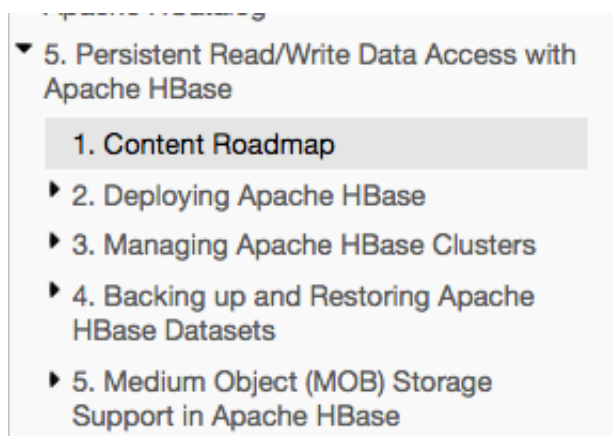 5. Persistent Read/Write Data Access with
Apache HBase
1. Content Roadmap
2. Deploying Apache HBase
3. Managing Apache HBase Clusters
4. Backing up and Restoring Apache
HBase Datasets
5. Medium Object (MOB) Storage
Support in Apache HBase